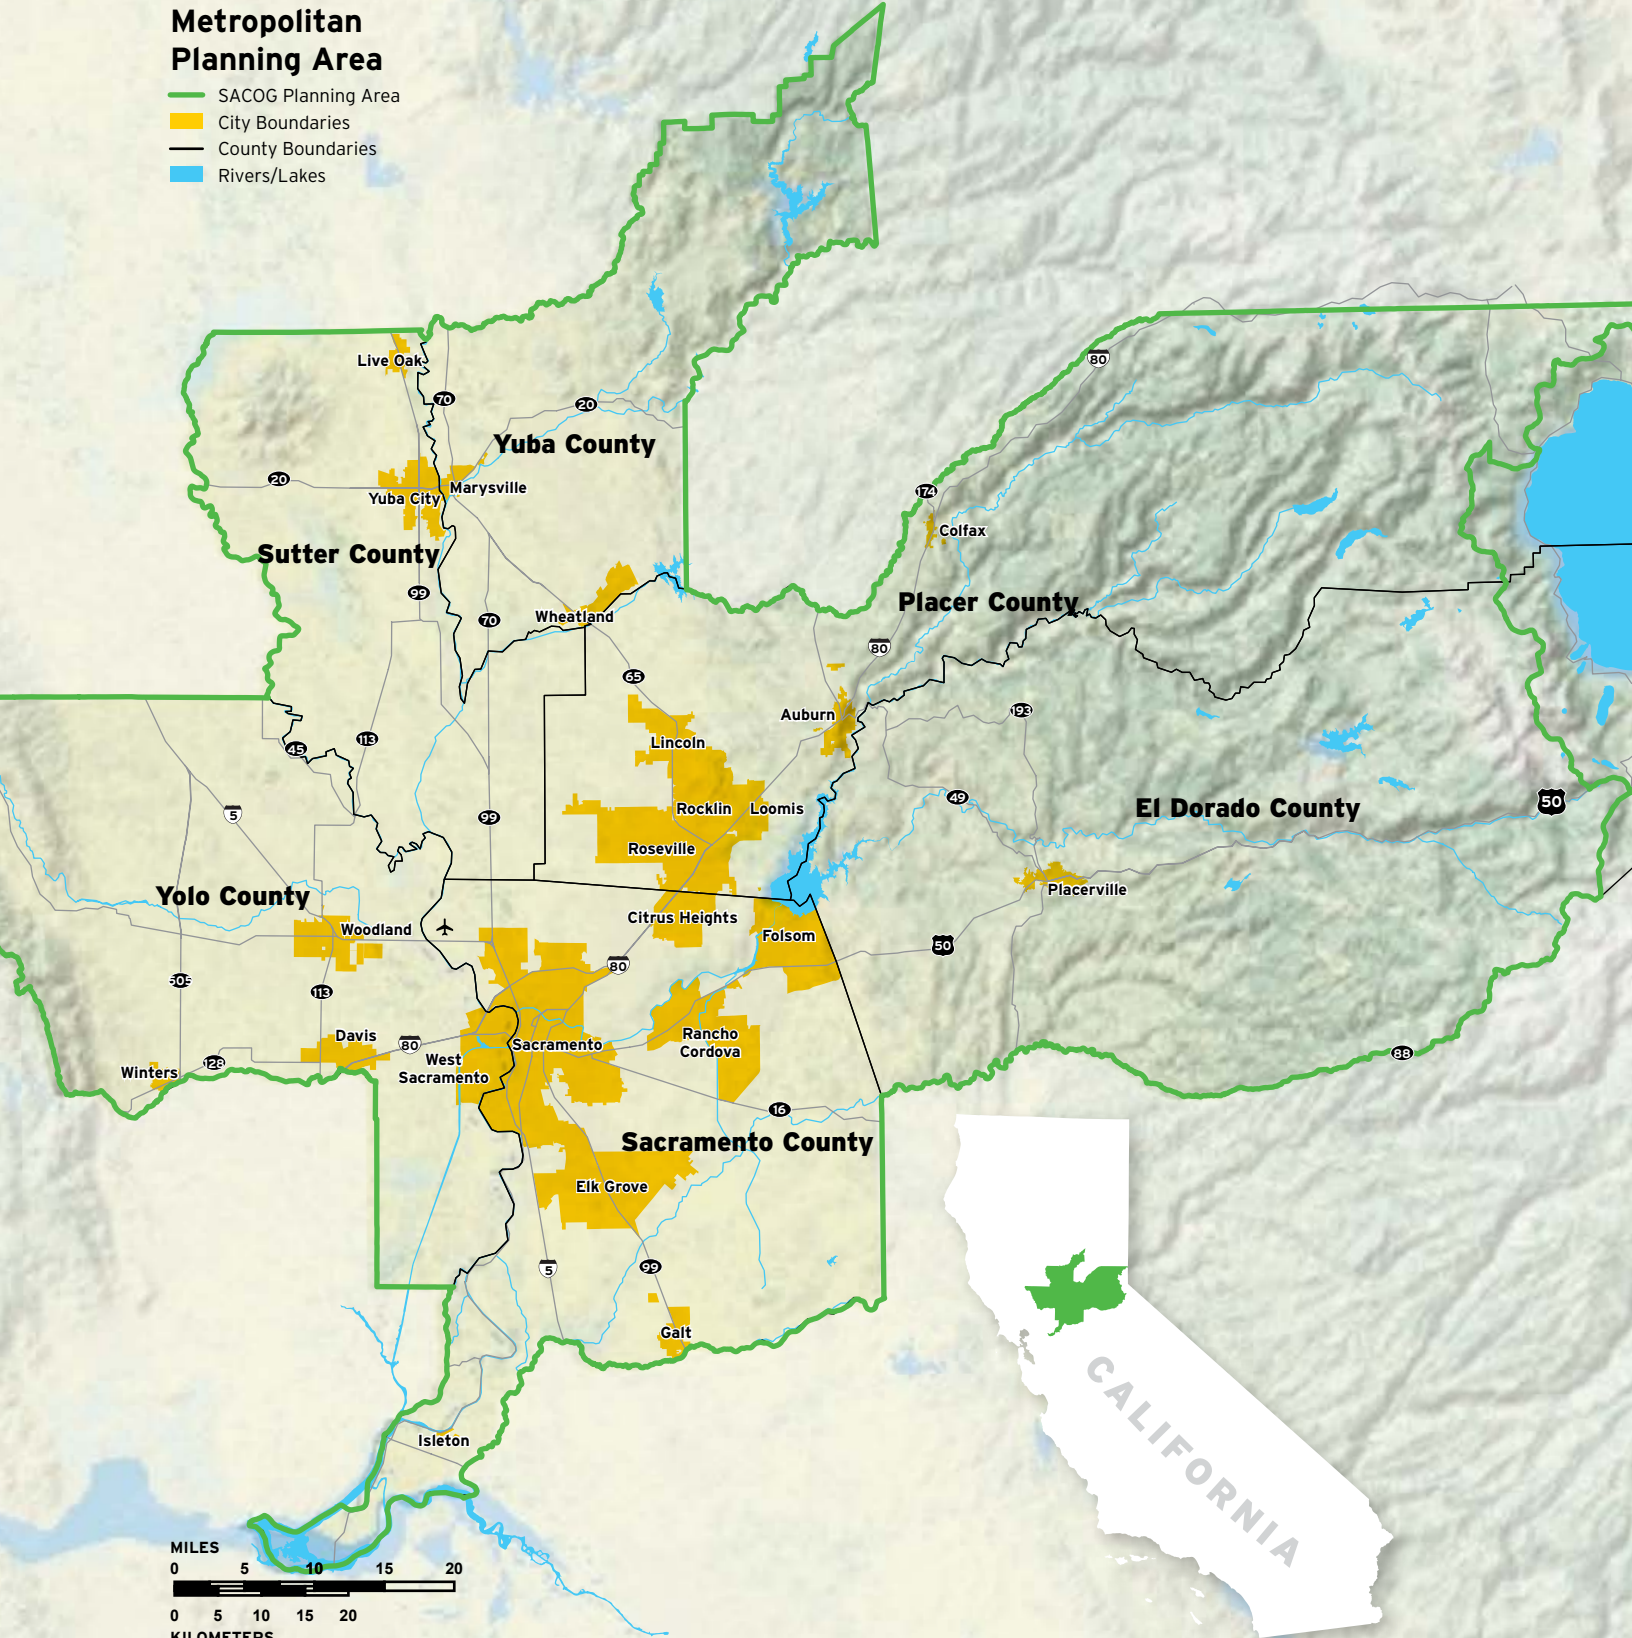 Metropolitan
Planning Area
SACOG Planning Area
City Boundaries
County Boundaries
Rivers/Lakes
80
Live Oak
70
20
Yuba County
20
Marysville
Yuba City
174
Colfax
Sutter County
99
Placer County
Wheatland
70
80
65
193
Auburn
45
113
Lincoln
49
50
El Dorado County
5
99
Rocklin
Loomis
Roseville
Placerville
Yolo County
Citrus Heights
Woodland
Folsom
50
80
505
113
Rancho
Cordova
Davis
80
Sacramento
88
128
West
Sacramento
Winters
16
Sacramento County
Elk Grove
5
99
Galt
CALIFORNIA
Isleton
MILES
0 5 10 15 20
0 5 10 15 20
KILOMETERS